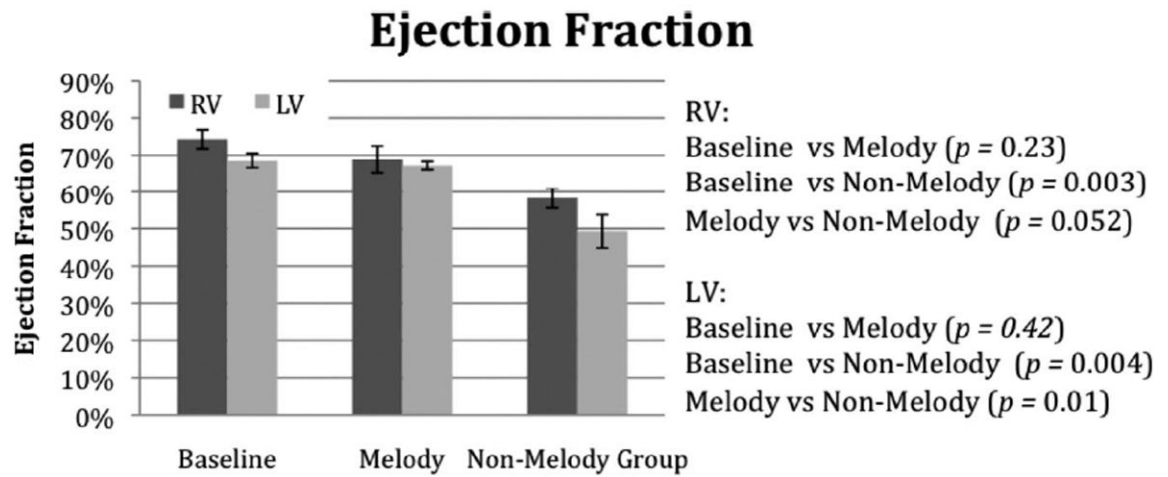 Ejection Fraction
Ejection Fraction
90%
80%
70%
60%
50%
40%
30%
20%
10%
0%
RV LV
Baseline Melody Non-Melody Group
RV:
Baseline vs Melody (p = 0.23)
Baseline vs Non-Melody (p = 0.003)
Melody vs Non-Melody (p = 0.052)
LV:
Baseline vs Melody (p = 0.42)
Baseline vs Non-Melody (p = 0.004)
Melody vs Non-Melody (p = 0.01)